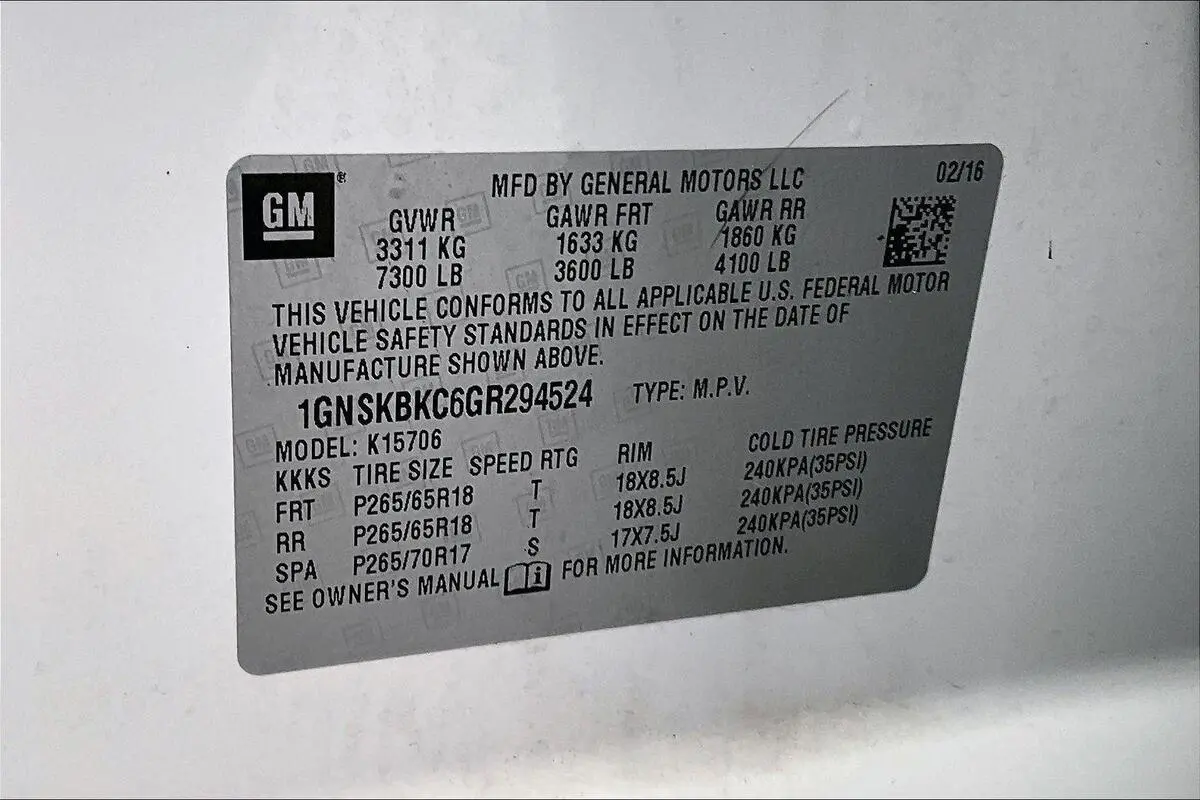 GM ®
MFD BY GENERAL MOTORS LLC 02/16
GVWR GAWR FRT GAWR RR
3311 KG 1633 KG 1860 KG
7300 LB 3600 LB 4100 LB
THIS VEHICLE CONFORMS TO ALL APPLICABLE U.S. FEDERAL MOTOR
VEHICLE SAFETY STANDARDS IN EFFECT ON THE DATE OF
MANUFACTURE SHOWN ABOVE.
1GNSKBKC6GR294524 TYPE: M.P.V.
MODEL: K15706
KKKS TIRE SIZE SPEED RTG RIM COLD TIRE PRESSURE
FRT P265/65R18 T 18X8.5J 240KPA(35PSI)
RR P265/65R18 T 18X8.5J 240KPA(35PSI)
SPA P265/70R17 S 17X7.5J 240KPA(35PSI)
SEE OWNER'S MANUAL i FOR MORE INFORMATION.